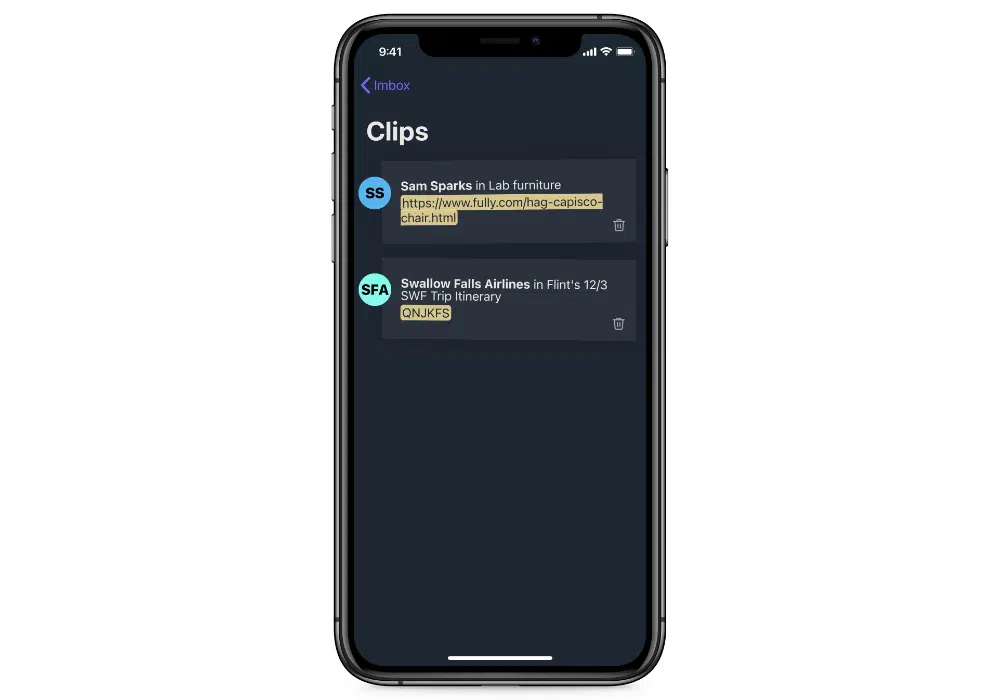 9:41
Imbox
Clips
SS
Sam Sparks in Lab furniture
https://www.fully.com/hag-capisco-
chair.html
SFA
Swallow Falls Airlines in Flint's 12/3
SWF Trip Itinerary
QNJKFS